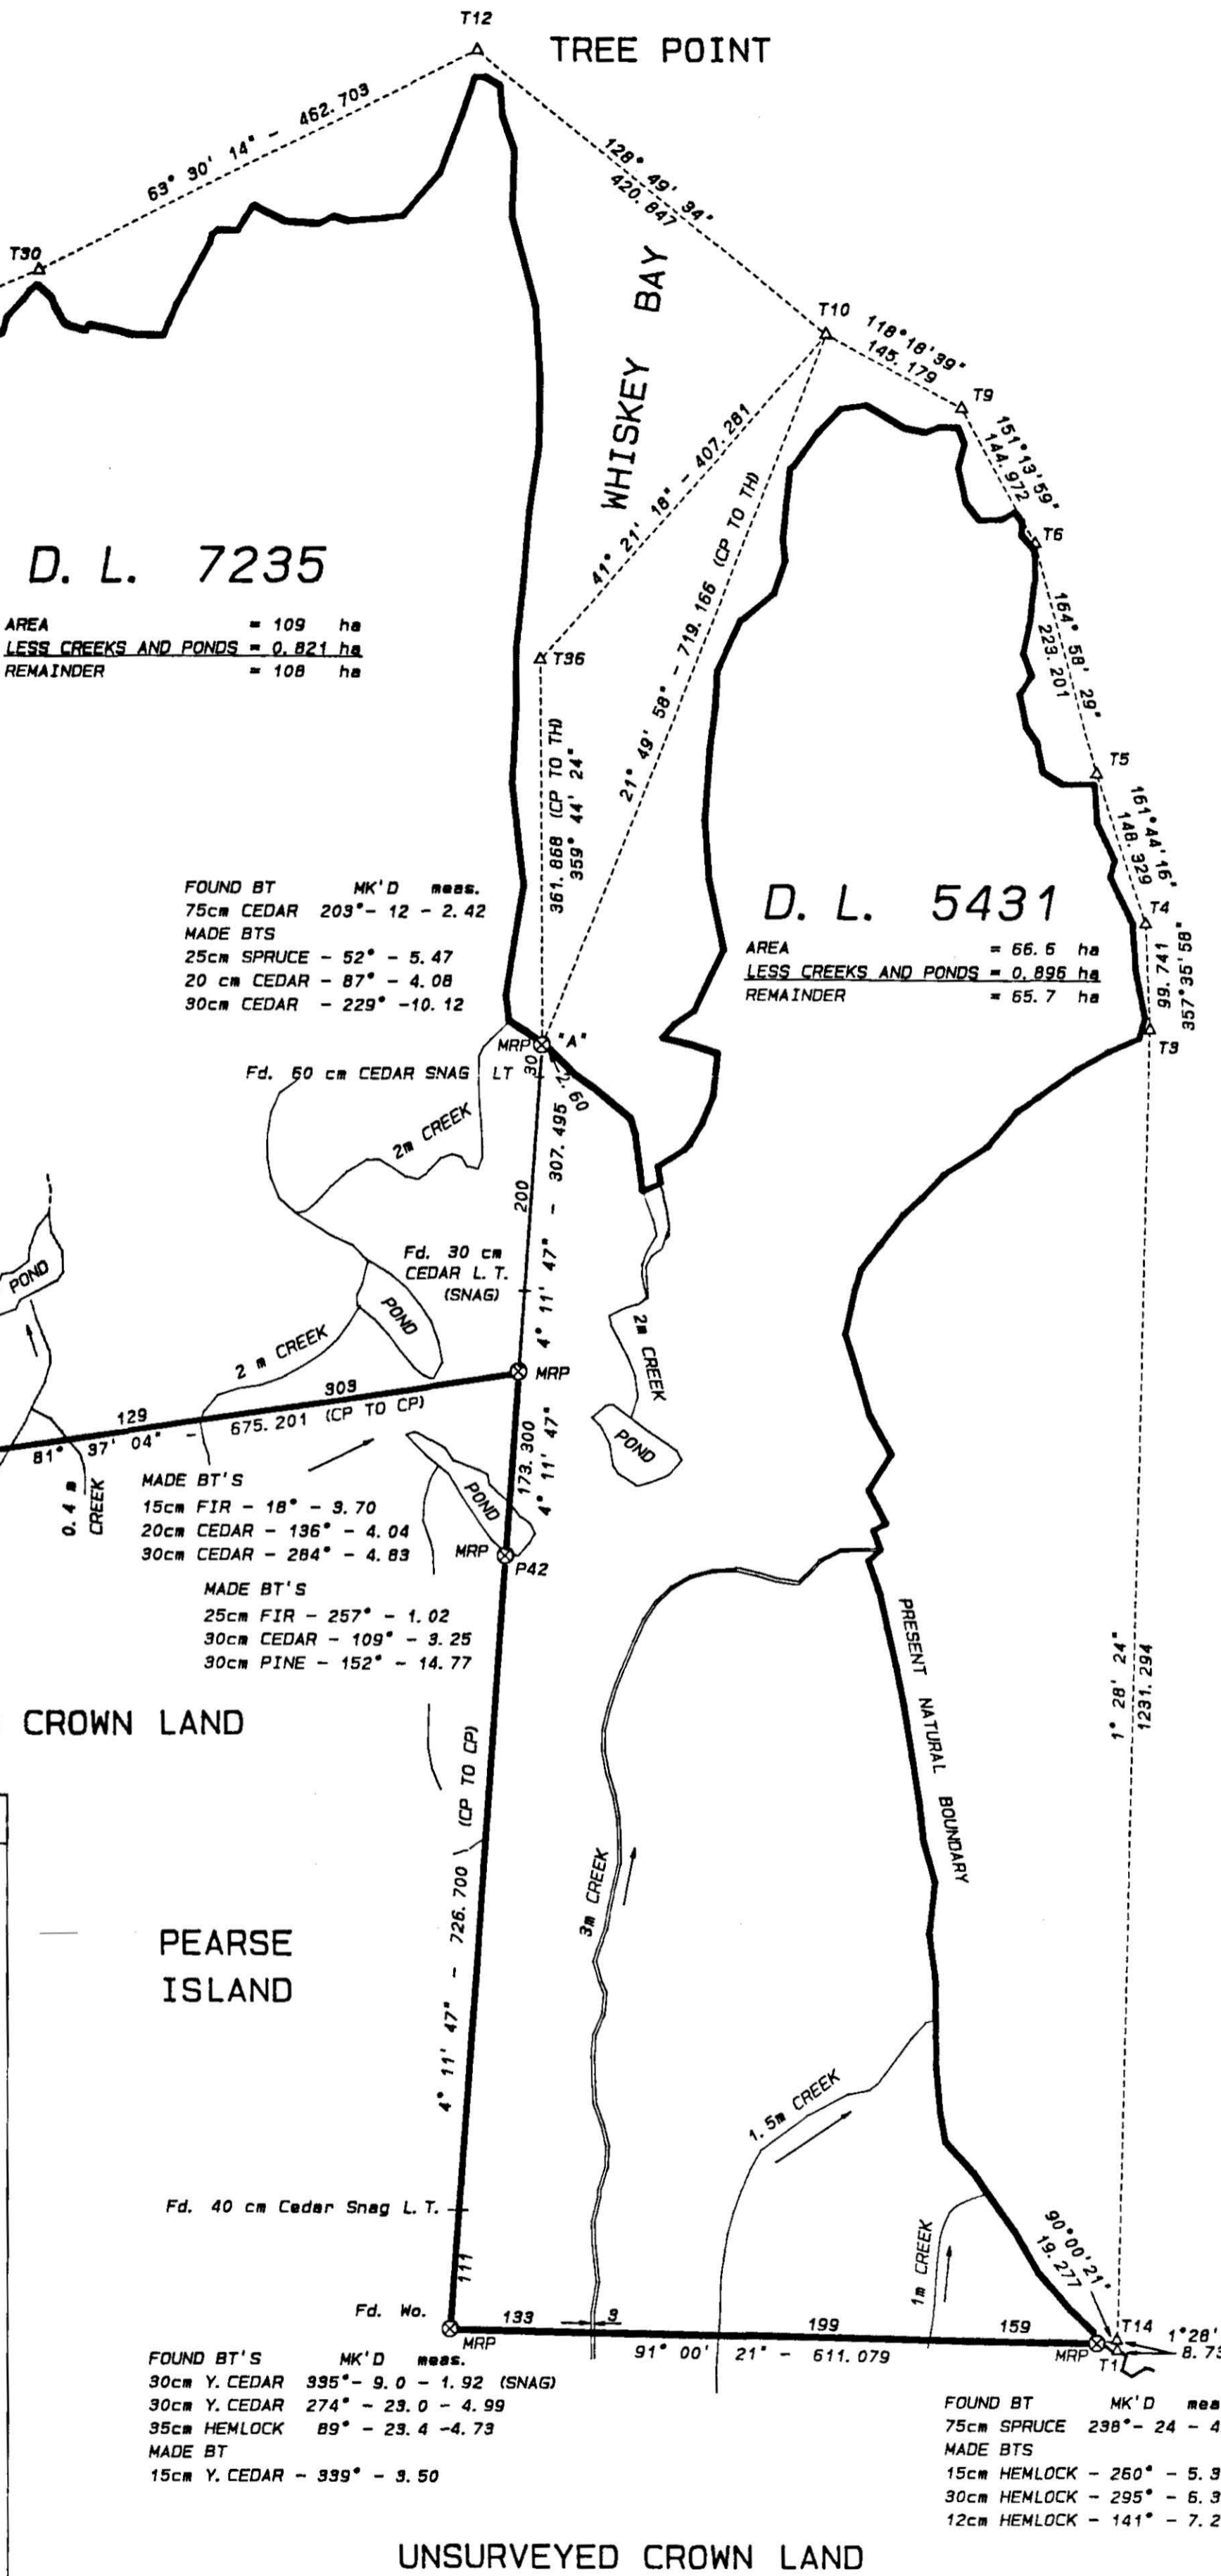 T12
TREE POINT
63° 30' 14" - 462.703
128° 49' 34"
420.847
T30
WHISKEY BAY
T10
118°18'39"
145.179
T9
151°13'59"
144.972
T6
41° 21' 18" - 407.281
21° 49' 58" - 719.166 (CP TO TH)
D. L. 7235
AREA = 109 ha
LESS CREEKS AND PONDS = 0.821 ha
REMAINDER = 108 ha
T36
164° 58' 29"
223.201
T5
361.868 (CP TO TH)
359° 44' 24"
161°44'16"
148.329
FOUND BT MK'D meas.
75cm CEDAR 203°- 12 - 2.42
MADE BTS
25cm SPRUCE - 52° - 5.47
20 cm CEDAR - 87° - 4.08
30cm CEDAR - 229° -10.12
D. L. 5431
AREA = 66.6 ha
LESS CREEKS AND PONDS = 0.896 ha
REMAINDER = 65.7 ha
T4
99.741
357°35'58"
T3
MRP "A"
30
Fd. 60 cm CEDAR SNAG LT
60
2m CREEK
200
4° 11' 47" - 307.495
Fd. 30 cm
CEDAR L.T.
(SNAG)
POND
POND
2 m CREEK
2m CREEK
MRP
303
129
81° 37' 04" - 675.201 (CP TO CP)
173.300
4° 11' 47"
POND
0.4 m
CREEK
MADE BT'S
15cm FIR - 18° - 3.70
20cm CEDAR - 136° - 4.04
30cm CEDAR - 284° - 4.83
POND
MRP
P42
MADE BT'S
25cm FIR - 257° - 1.02
30cm CEDAR - 109° - 3.25
30cm PINE - 152° - 14.77
PRESENT NATURAL BOUNDARY
1° 28' 24"
1231.294
CROWN LAND
4° 11' 47" - 726.700 (CP TO CP)
3m CREEK
PEARSE
ISLAND
1.5m CREEK
Fd. 40 cm Cedar Snag L.T.
111
1m CREEK
90°00'21"
19.277
Fd. Wo.
MRP
133
3
199
159
91° 00' 21" - 611.079
MRP
T14
T1
1°28'
8.73
FOUND BT'S MK'D meas.
30cm Y. CEDAR 335°- 9.0 - 1.92 (SNAG)
30cm Y. CEDAR 274° - 23.0 - 4.99
35cm HEMLOCK 89° - 23.4 -4.73
MADE BT
15cm Y. CEDAR - 339° - 3.50
FOUND BT MK'D mea
75cm SPRUCE 238°- 24 - 4.
MADE BTS
15cm HEMLOCK - 260° - 5.3
30cm HEMLOCK - 295° - 6.3
12cm HEMLOCK - 141° - 7.2
UNSURVEYED CROWN LAND